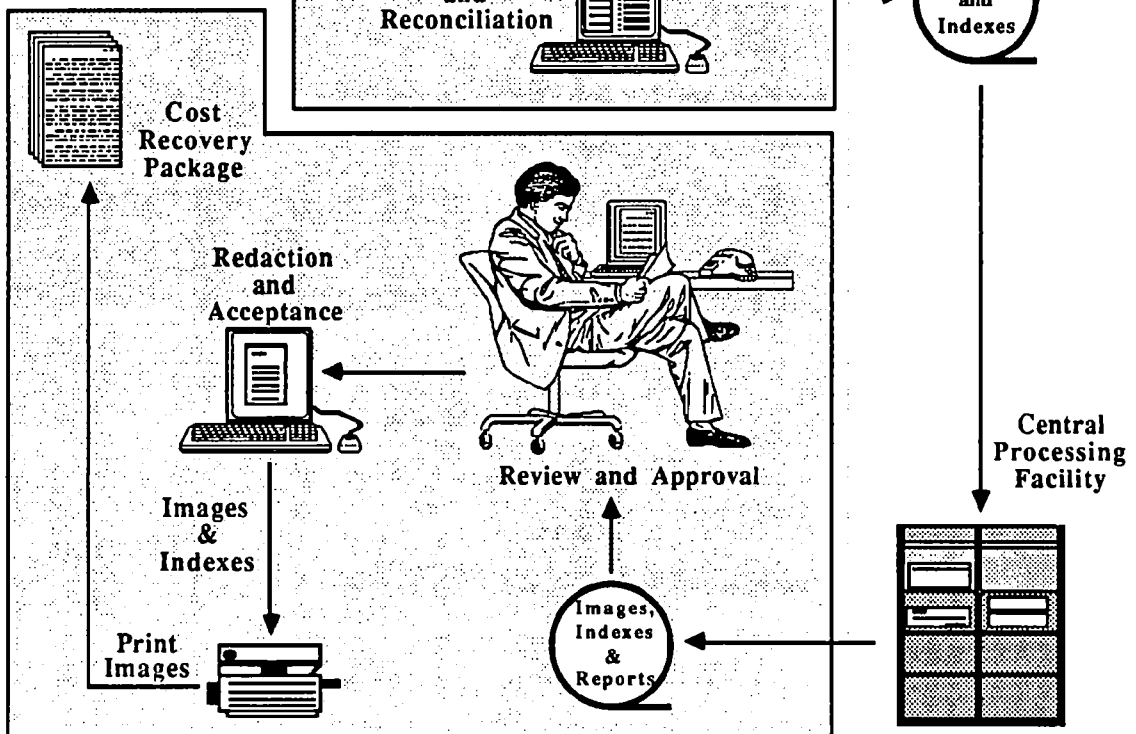 and
Reconciliation
and
Indexes
Cost
Recovery
Package
Redaction
and
Acceptance
Review and Approval
Central
Processing
Facility
Images
&
Indexes
Images,
Indexes
&
Reports
Print
Images